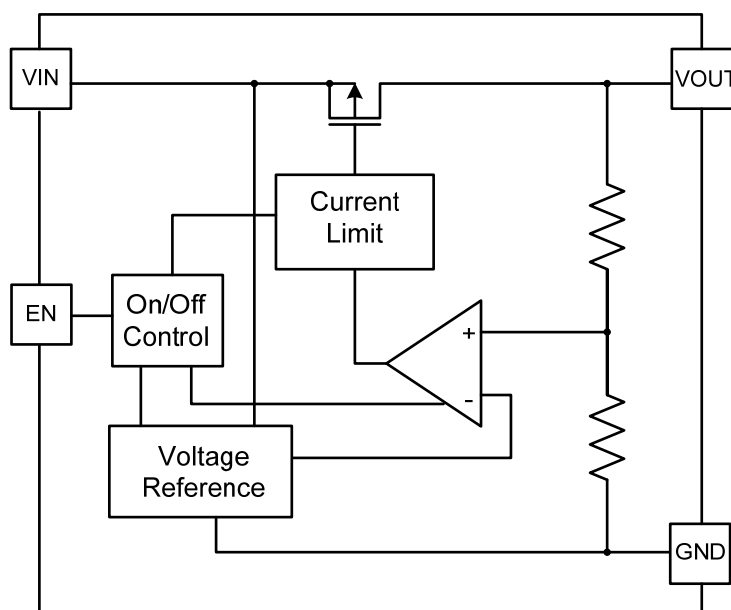 VIN
VOUT
Current
Limit
EN
On/Off
Control
+
-
Voltage
Reference
GND